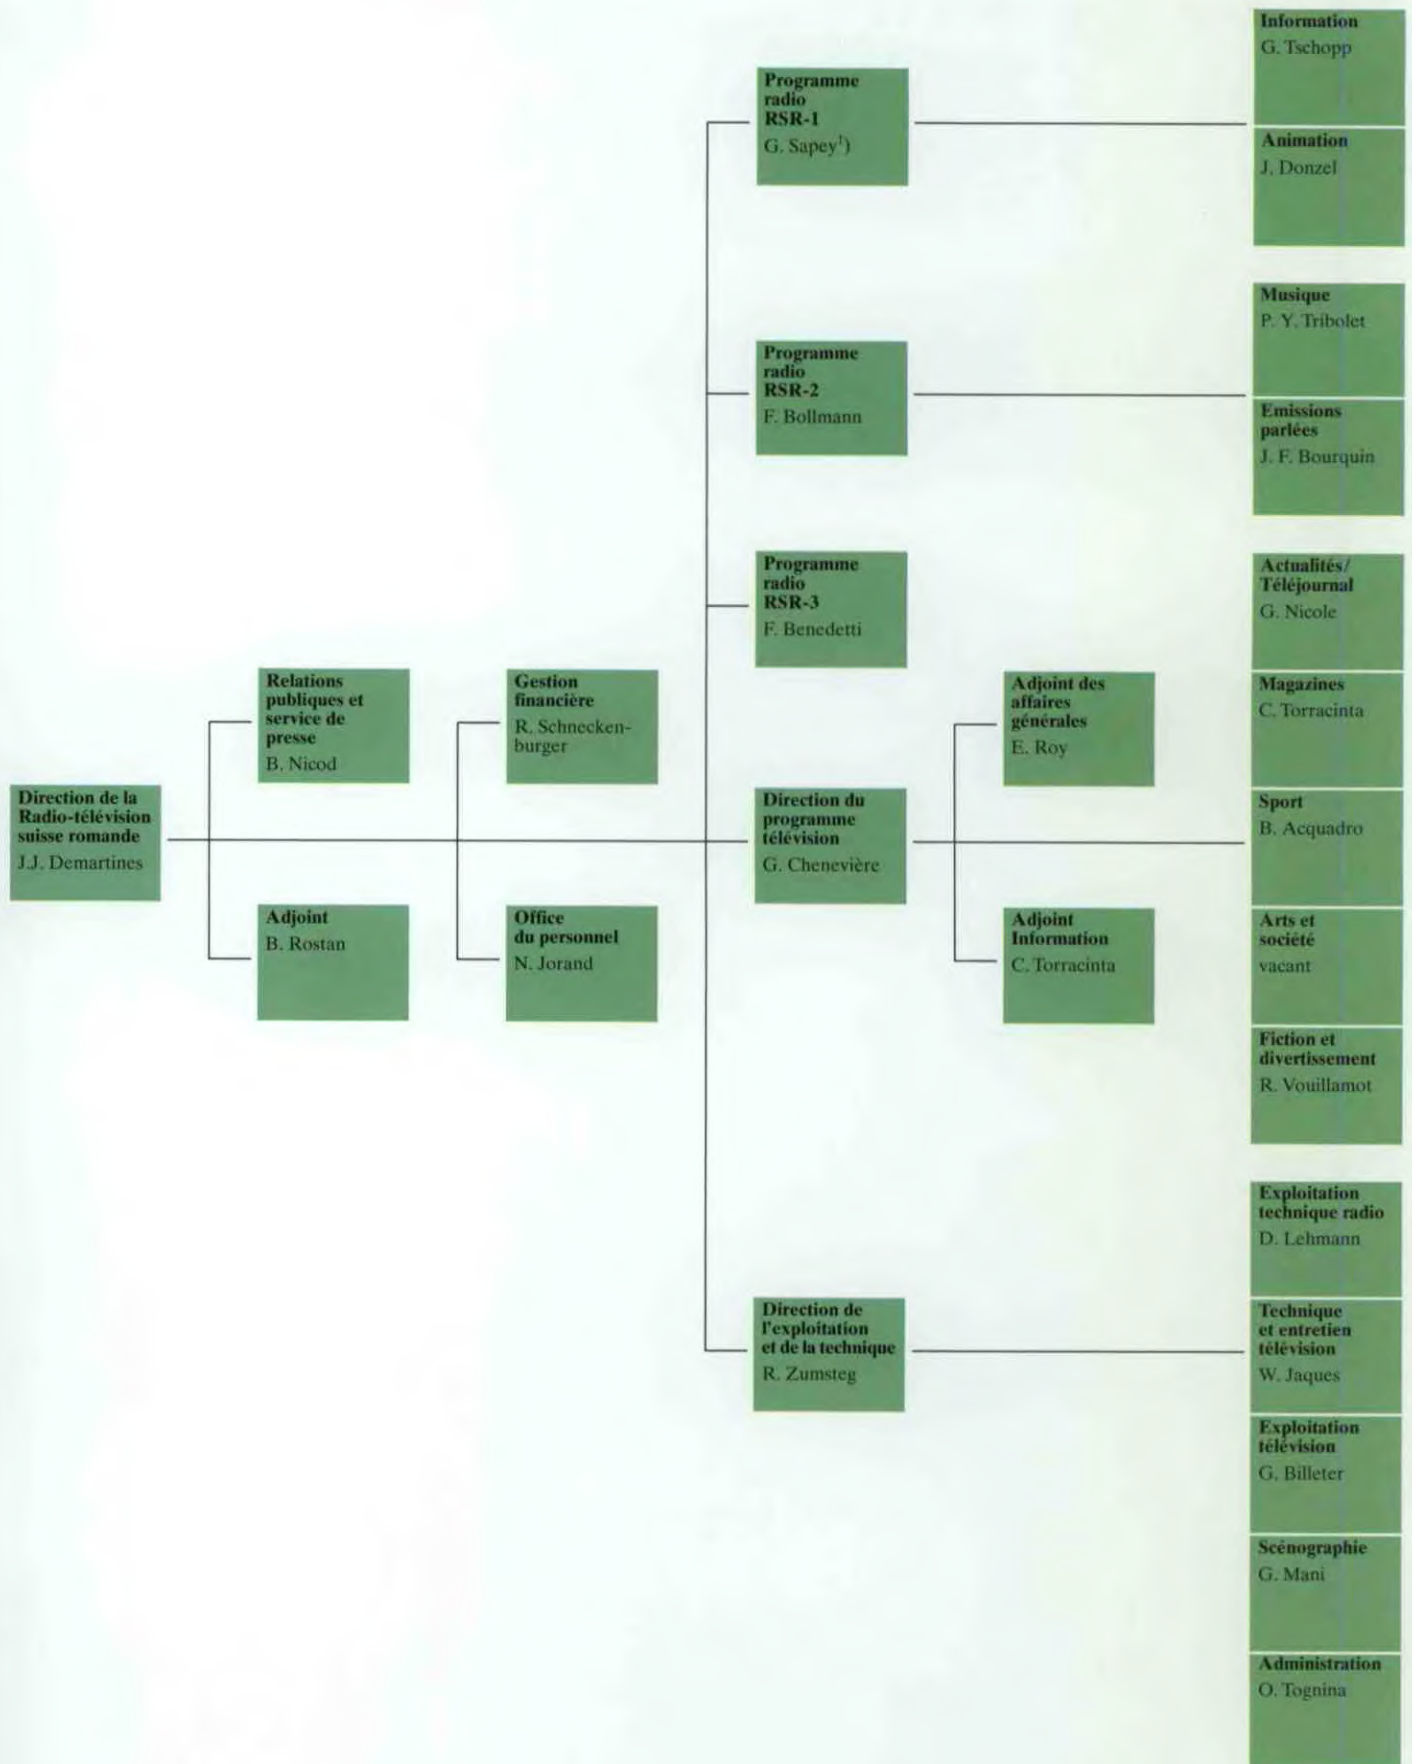 Information
G. Tschopp
Animation
J. Donzel
Programme
radio
RSR-1
G. Sapey¹)
Musique
P. Y. Tribolet
Emissions
parlées
J. F. Bourquin
Programme
radio
RSR-2
F. Bollmann
Programme
radio
RSR-3
F. Benedetti
Actualités/
Téléjournal
G. Nicole
Magazines
C. Torracinta
Sport
B. Acquadro
Arts et
société
vacant
Fiction et
divertissement
R. Vouillamot
Relations
publiques et
service de
presse
B. Nicod
Gestion
financière
R. Schnecken-
burger
Adjoint des
affaires
générales
E. Roy
Direction de la
Radio-télévision
suisse romande
J.J. Demartines
Direction du
programme
télévision
G. Chenevière
Adjoint
B. Rostan
Office
du personnel
N. Jorand
Adjoint
Information
C. Torracinta
Exploitation
technique radio
D. Lehmann
Technique
et entretien
télévision
W. Jaques
Exploitation
télévision
G. Billeter
Scénographie
G. Mani
Administration
O. Tognina
Direction de
l'exploitation
et de la technique
R. Zumsteg